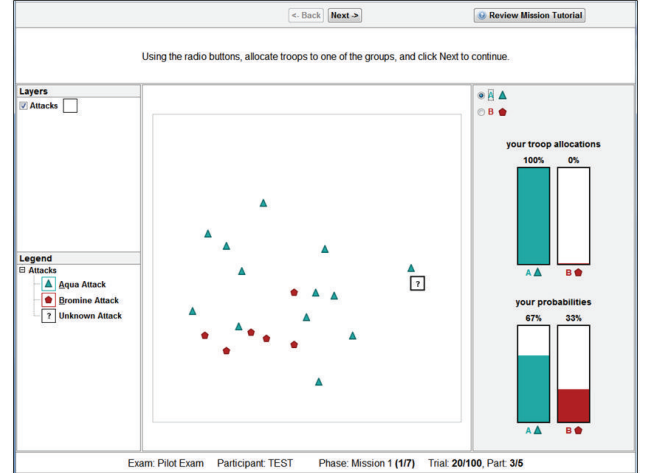 <- Back Next -> Review Mission Tutorial
Using the radio buttons, allocate troops to one of the groups, and click Next to continue.
Layers
Attacks
A
B
your troop allocations
100% 0%
A B
Legend
Attacks
Aqua Attack
Bromine Attack
? Unknown Attack
?
your probabilities
67% 33%
A B
Exam: Pilot Exam Participant: TEST Phase: Mission 1 (1/7) Trial: 20/100, Part: 3/5